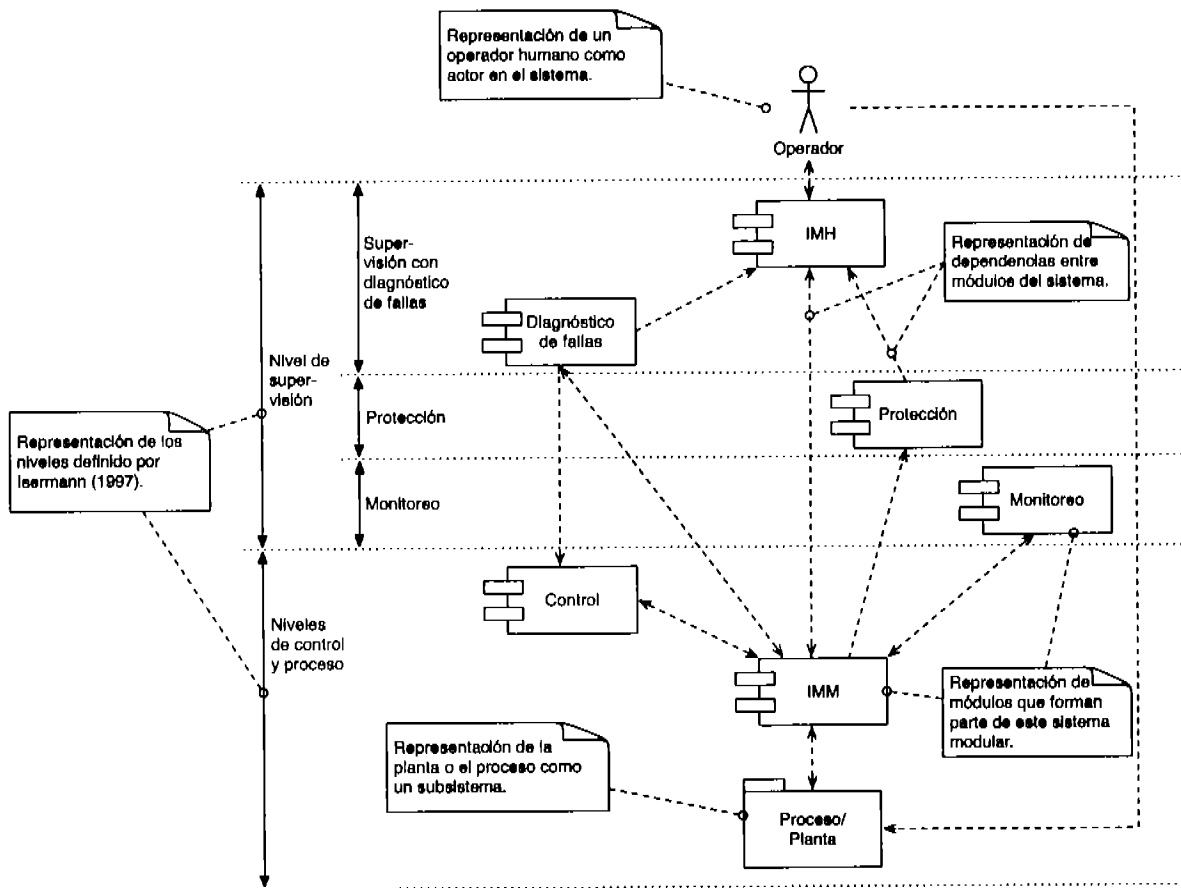 Representación de un
operador humano como
actor en el sistema.
Operador
IMH
Super-
visión con
diagnóstico
de fallas
Representación de
dependencias entre
módulos del sistema.
Diagnóstico
de fallas
Nivel de
super-
visión
Protección
Protección
Representación de los
niveles definido por
Isermann (1997).
Monitoreo
Monitoreo
Control
Niveles
de control
y proceso
IMM
Representación de
módulos que forman
parte de este sistema
modular.
Representación de la
planta o el proceso como
un subsistema.
Proceso/
Planta